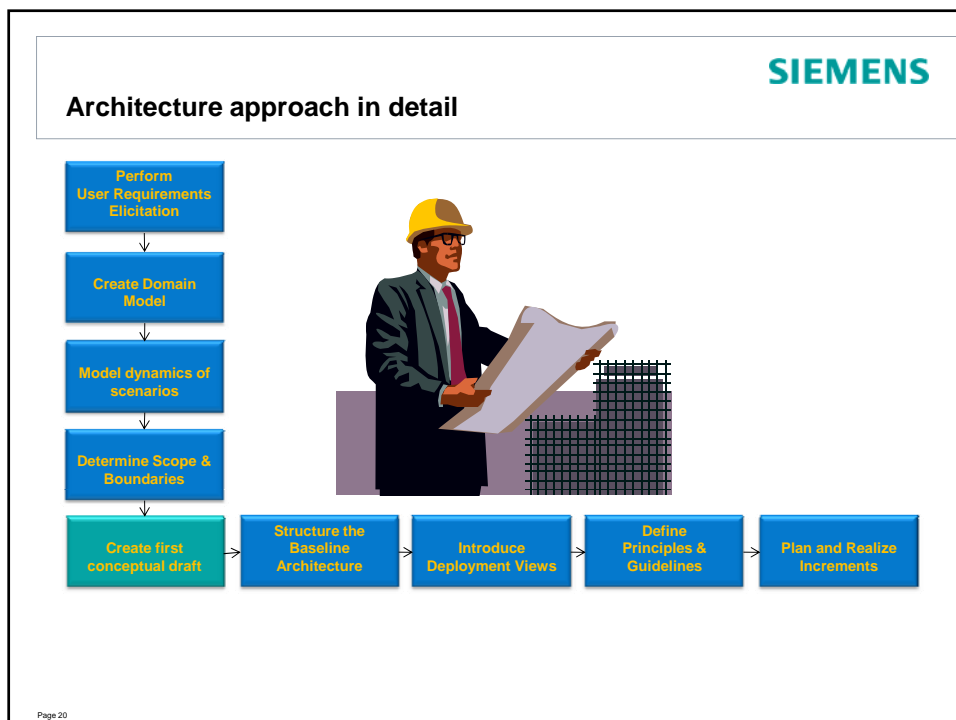 SIEMENS
Architecture approach in detail
Perform
User Requirements
Elicitation
Create Domain
Model
Model dynamics of
scenarios
Determine Scope &
Boundaries
Create first
conceptual draft
Structure the
Baseline
Architecture
Introduce
Deployment Views
Define
Principles &
Guidelines
Plan and Realize
Increments
Page 20